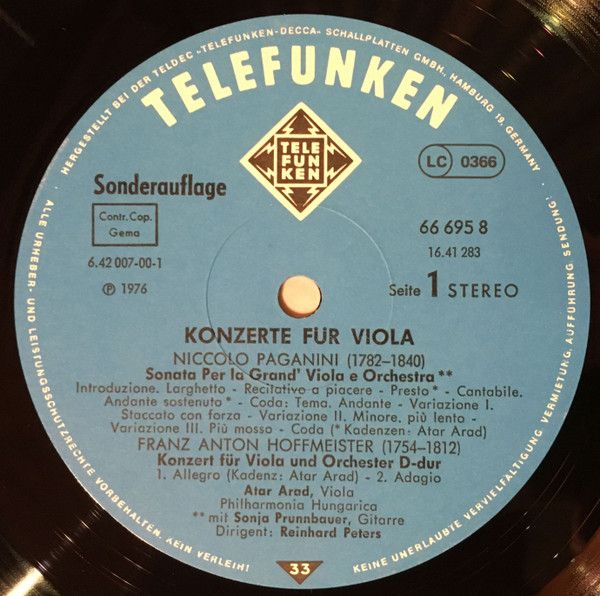 HERGESTELLT BEI DER TELDEC „TELEFUNKEN-DECCA" SCHALLPLATTEN GMBH., HAMBURG 19, GERMANY
TELEFUNKEN
TELE
FUN
KEN
LC 0366
Sonderauflage
Contr. Cop.
Gema
66 695 8
16.41 283
6.42 007-00-1
Ⓟ 1976
Seite 1 STEREO
KONZERTE FÜR VIOLA
NICCOLO PAGANINI (1782–1840)
Sonata Per la Grand' Viola e Orchestra**
Introduzione. Larghetto - Recitativo a piacere - Presto* - Cantabile.
Andante sostenuto* - Coda: Tema. Andante - Variazione I.
Staccato con forza - Variazione II. Minore. più lento -
Variazione III. Più mosso - Coda (* Kadenzen: Atar Arad)
FRANZ ANTON HOFFMEISTER (1754–1812)
Konzert für Viola und Orchester D-dur
1. Allegro (Kadenz: Atar Arad) - 2. Adagio
Atar Arad, Viola
Philharmonia Hungarica
** mit Sonja Prunnbauer, Gitarre
Dirigent: Reinhard Peters
33
ALLE URHEBER- UND LEISTUNGSSCHUTZRECHTE VORBEHALTEN. KEIN VERLEIH!
KEINE UNERLAUBTE VERVIELFÄLTIGUNG, VERMIETUNG, AUFFÜHRUNG, SENDUNG!